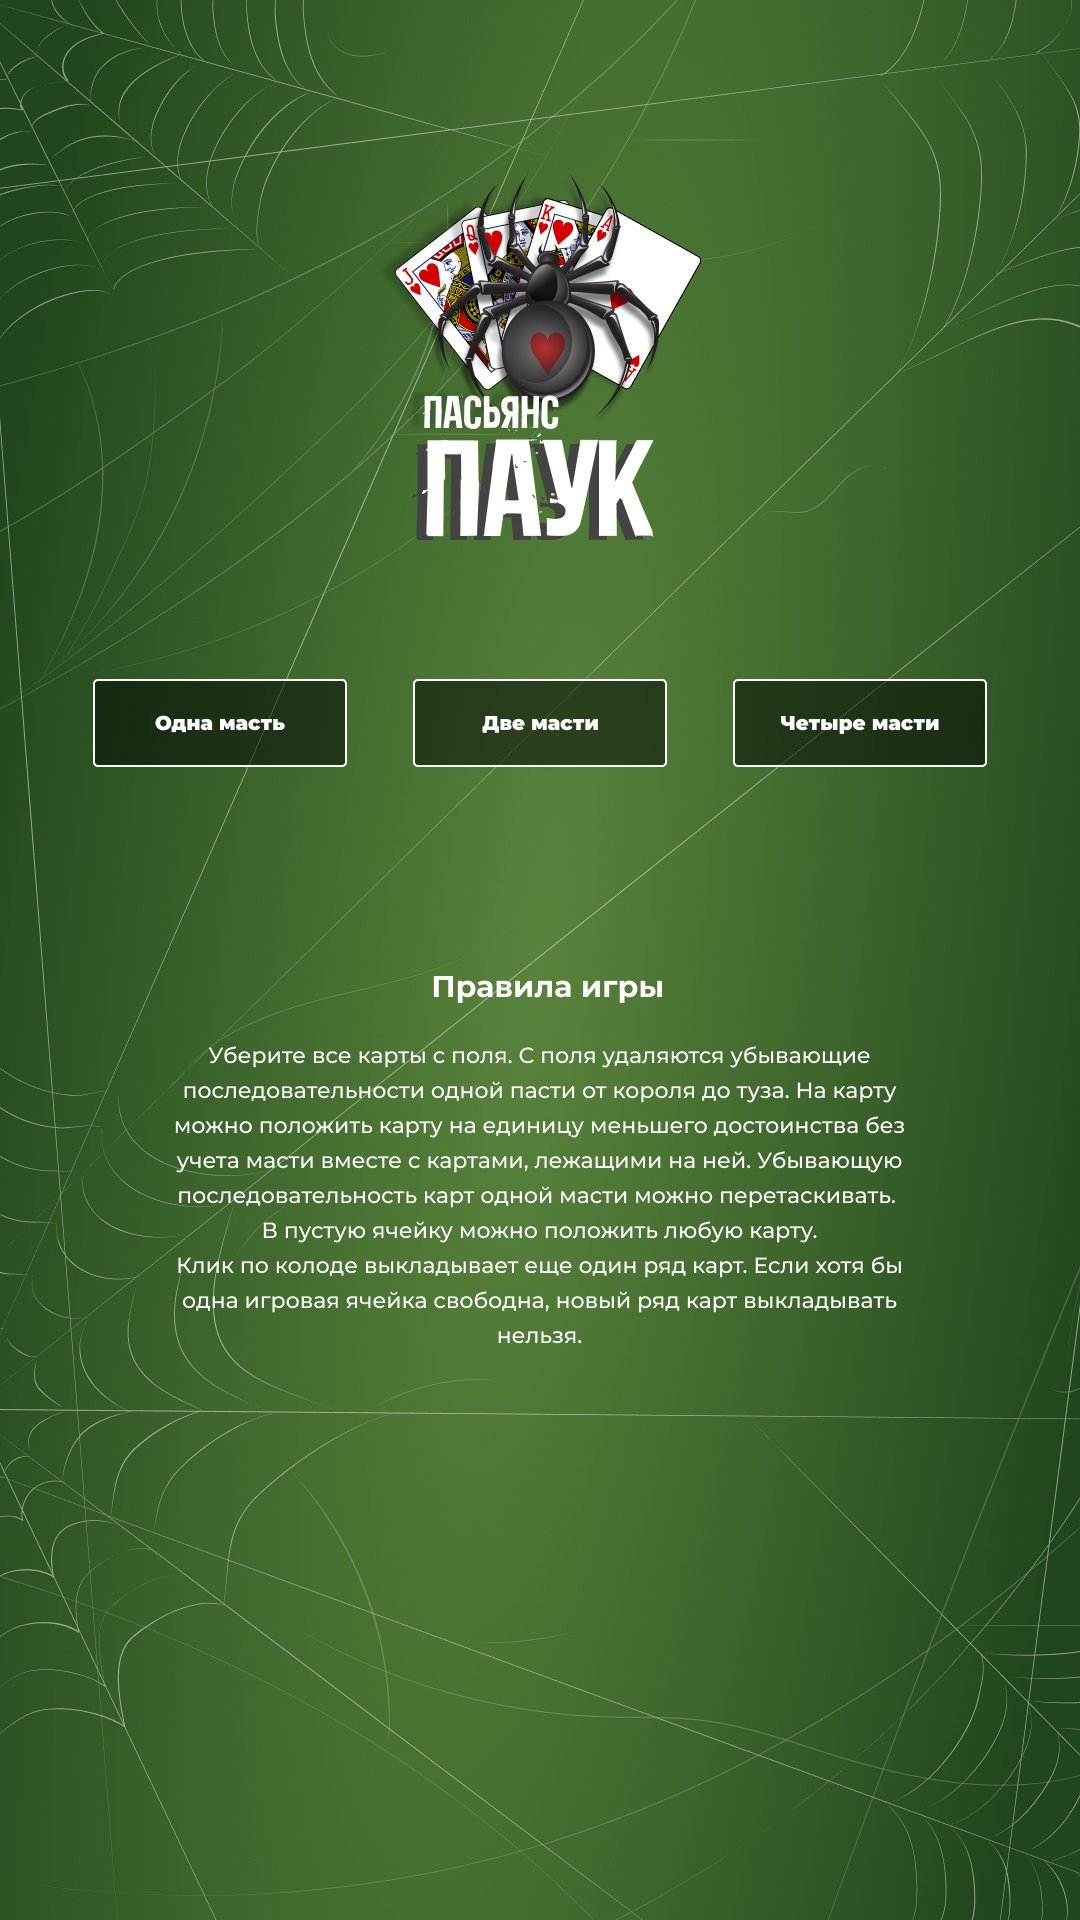 J
Q
K
A
A
ПАСЬЯНС
ПАУК
Одна масть
Две масти
Четыре масти
Правила игры
Уберите все карты с поля. С поля удаляются убывающие
последовательности одной пасти от короля до туза. На карту
можно положить карту на единицу меньшего достоинства без
учета масти вместе с картами, лежащими на ней. Убывающую
последовательность карт одной масти можно перетаскивать.
В пустую ячейку можно положить любую карту.
Клик по колоде выкладывает еще один ряд карт. Если хотя бы
одна игровая ячейка свободна, новый ряд карт выкладывать
нельзя.